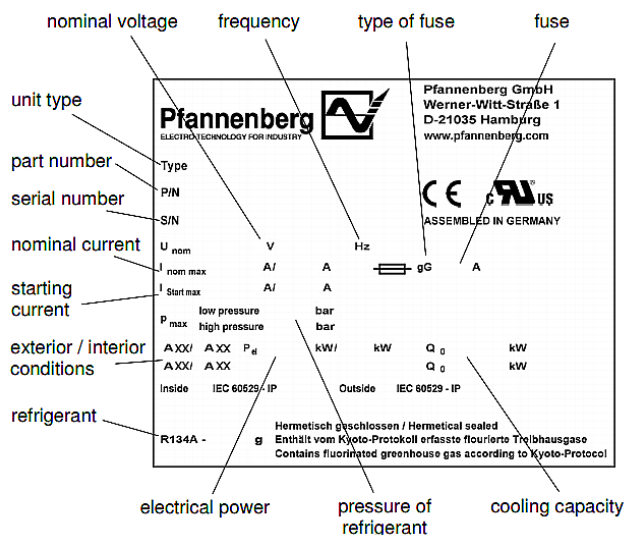 nominal voltage frequency type of fuse fuse
Pfannenberg
ELECTRO-TECHNOLOGY FOR INDUSTRY
Pfannenberg GmbH
Werner-Witt-Straße 1
D-21035 Hamburg
www.pfannenberg.com
unit type
Type
part number
P/N
serial number
S/N
CE c RU ® US
ASSEMBLED IN GERMANY
nominal current
U nom V Hz
I nom max A/ A gG A
starting
current
I Start max A/ A
p max low pressure bar
high pressure bar
exterior / interior
conditions
AXX/ AXX P el kW/ kW Q 0 kW
AXX/ AXX Q 0 kW
Inside IEC 60529 - IP Outside IEC 60529 - IP
refrigerant
R134A - g
Hermetisch geschlossen / Hermetical sealed
Enthält vom Kyoto-Protokoll erfasste flourierte Treibhausgase
Contains fluorinated greenhouse gas according to Kyoto-Protocol
electrical power pressure of
refrigerant cooling capacity